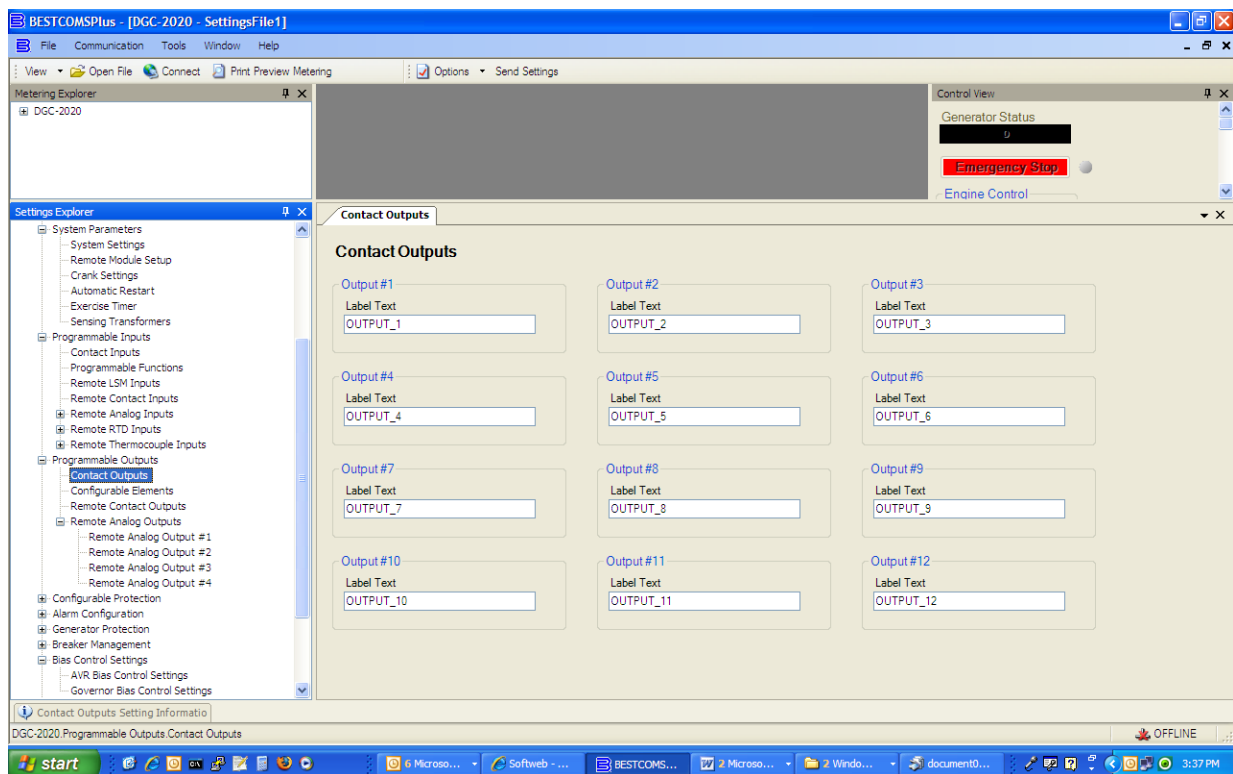 BESTCOMSPlus - [DGC-2020 - SettingsFile1]
File Communication Tools Window Help
View Open File Connect Print Preview Metering Options Send Settings
Metering Explorer
DGC-2020
Control View
Generator Status
Emergency Stop
Engine Control
Settings Explorer
System Parameters
System Settings
Remote Module Setup
Crank Settings
Automatic Restart
Exercise Timer
Sensing Transformers
Programmable Inputs
Contact Inputs
Programmable Functions
Remote LSM Inputs
Remote Contact Inputs
Remote Analog Inputs
Remote RTD Inputs
Remote Thermocouple Inputs
Programmable Outputs
Contact Outputs
Configurable Elements
Remote Contact Outputs
Remote Analog Outputs
Remote Analog Output #1
Remote Analog Output #2
Remote Analog Output #3
Remote Analog Output #4
Configurable Protection
Alarm Configuration
Generator Protection
Breaker Management
Bias Control Settings
AVR Bias Control Settings
Governor Bias Control Settings
Contact Outputs
Contact Outputs
Output #1 Output #2 Output #3
Label Text Label Text Label Text
OUTPUT_1 OUTPUT_2 OUTPUT_3
Output #4 Output #5 Output #6
Label Text Label Text Label Text
OUTPUT_4 OUTPUT_5 OUTPUT_6
Output #7 Output #8 Output #9
Label Text Label Text Label Text
OUTPUT_7 OUTPUT_8 OUTPUT_9
Output #10 Output #11 Output #12
Label Text Label Text Label Text
OUTPUT_10 OUTPUT_11 OUTPUT_12
Contact Outputs Setting Informatio
DGC-2020.Programmable Outputs.Contact Outputs OFFLINE
start 6 Microso... Softweb - ... BESTCOMS... 2 Microso... 2 Windo... document0... 3:37 PM